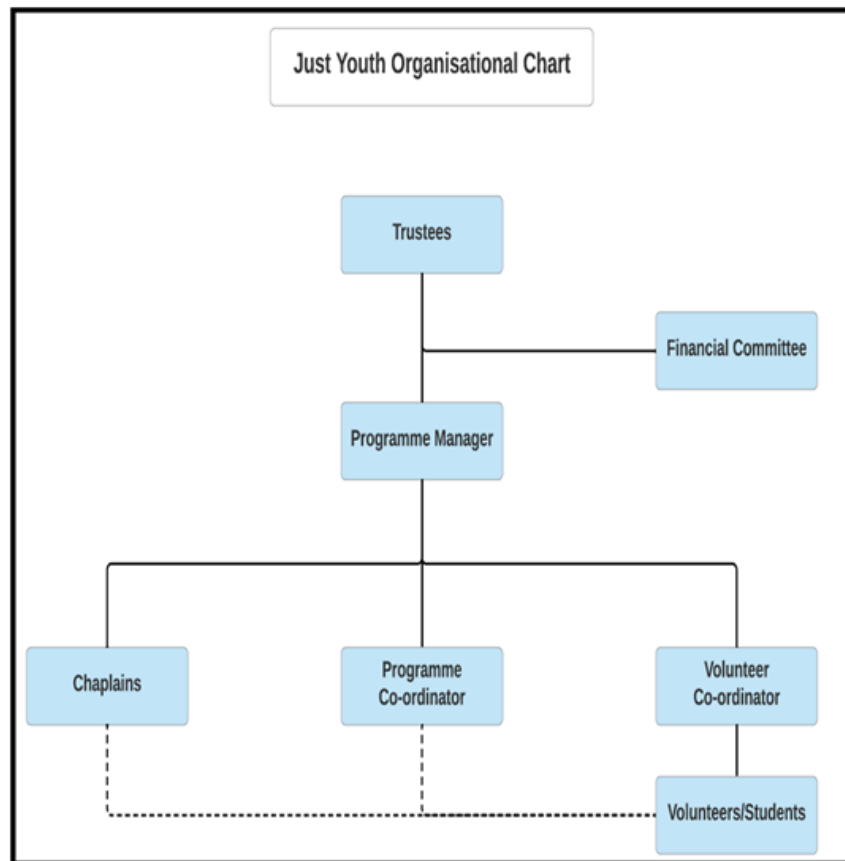 Just Youth Organisational Chart
Trustees
Financial Committee
Programme Manager
Chaplains
Programme
Co-ordinator
Volunteer
Co-ordinator
Volunteers/Students